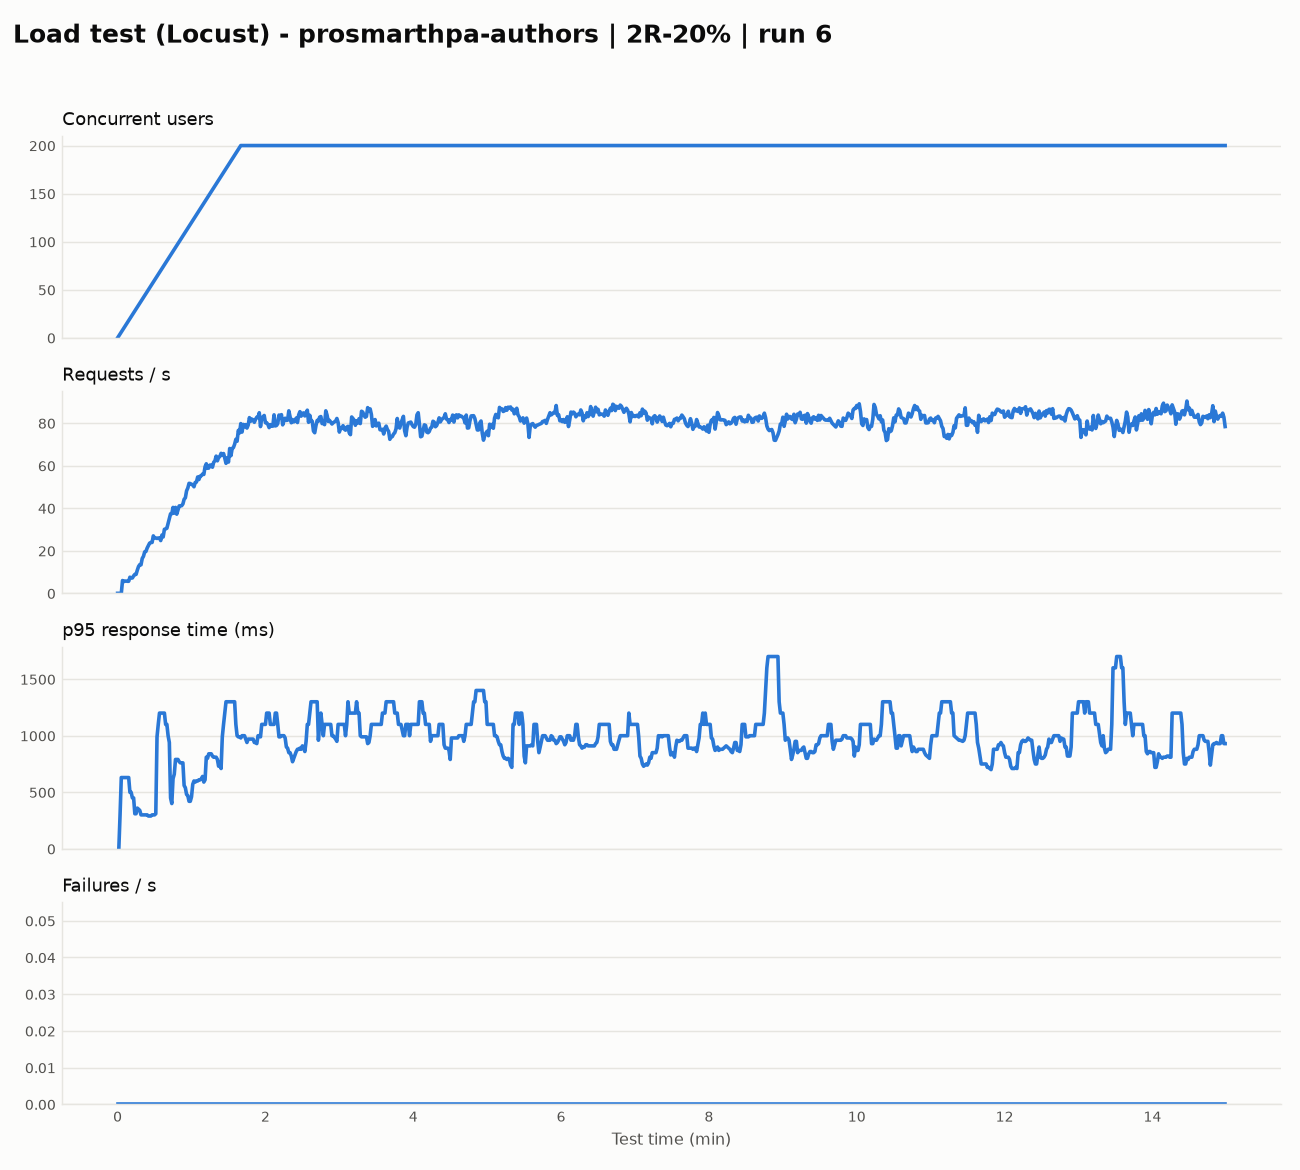 Load test (Locust) - prosmarthpa-authors | 2R-20% | run 6
Concurrent users
200
150
100
50
0
Requests / s
80
60
40
20
0
p95 response time (ms)
1500
1000
500
0
Failures / s
0.05
0.04
0.03
0.02
0.01
0.00
0 2 4 6 8 10 12 14
Test time (min)